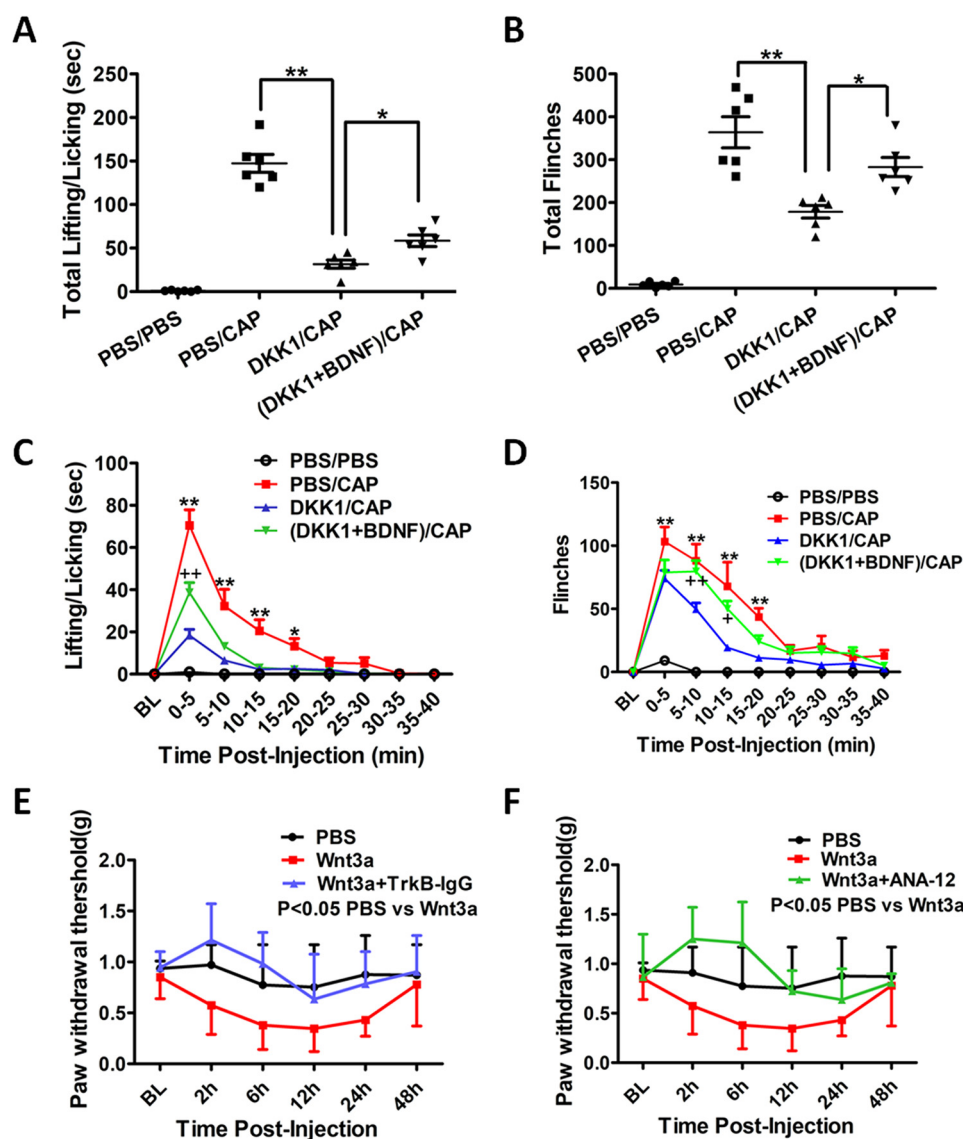 A
Total Lifting/Licking (sec)
250
200
150
100
50
0
**
*
PBS/PBS
PBS/CAP
DKK1/CAP
(DKK1+BDNF)/CAP
B
Total Flinches
500
400
300
200
100
0
**
*
PBS/PBS
PBS/CAP
DKK1/CAP
(DKK1+BDNF)/CAP
C
Lifting/Licking (sec)
100
80
60
40
20
0
PBS/PBS
PBS/CAP
DKK1/CAP
(DKK1+BDNF)/CAP
**
++
**
**
*
BL
0-5
5-10
10-15
15-20
20-25
25-30
30-35
35-40
Time Post-Injection (min)
D
Flinches
150
100
50
0
PBS/PBS
PBS/CAP
DKK1/CAP
(DKK1+BDNF)/CAP
**
**
++
**
+
**
BL
0-5
5-10
10-15
15-20
20-25
25-30
30-35
35-40
Time Post-Injection (min)
E
Paw withdrawal thershold(g)
2.0
1.5
1.0
0.5
0.0
PBS
Wnt3a
Wnt3a+TrkB-IgG
P<0.05 PBS vs Wnt3a
BL
2h
6h
12h
24h
48h
Time Post-Injection
F
Paw withdrawal thershold(g)
2.0
1.5
1.0
0.5
0.0
PBS
Wnt3a
Wnt3a+ANA-12
P<0.05 PBS vs Wnt3a
BL
2h
6h
12h
24h
48h
Time Post-Injection